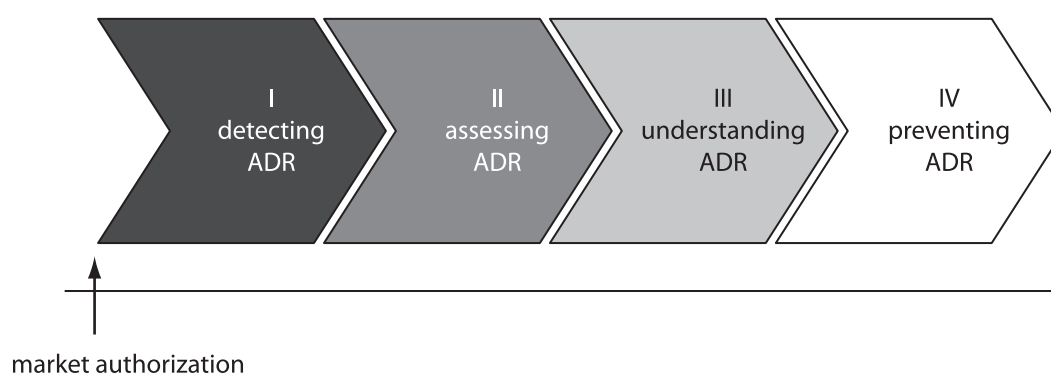 I
detecting
ADR
II
assessing
ADR
III
understanding
ADR
IV
preventing
ADR
market authorization